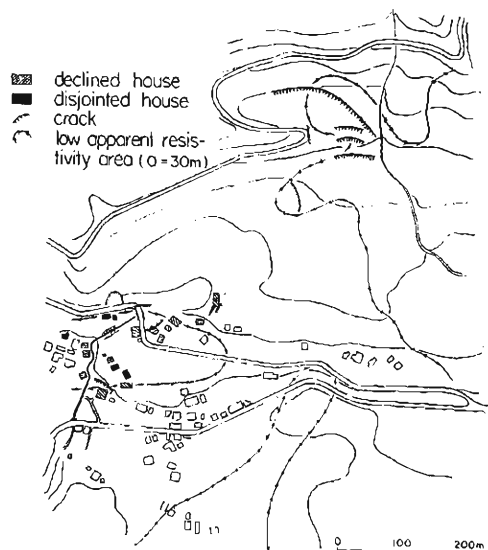 declined house
disjointed house
crack
low apparent resis-
tivity area (a = 30m)
0 100 200m